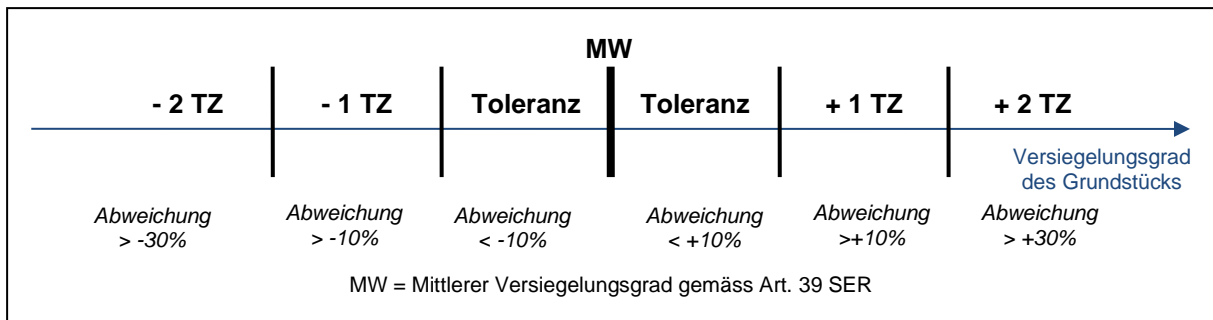 MW
- 2 TZ - 1 TZ Toleranz Toleranz + 1 TZ + 2 TZ
Versiegelungsgrad
des Grundstücks
Abweichung Abweichung Abweichung Abweichung Abweichung Abweichung
> -30% > -10% < -10% < +10% >+10% > +30%
MW = Mittlerer Versiegelungsgrad gemäss Art. 39 SER